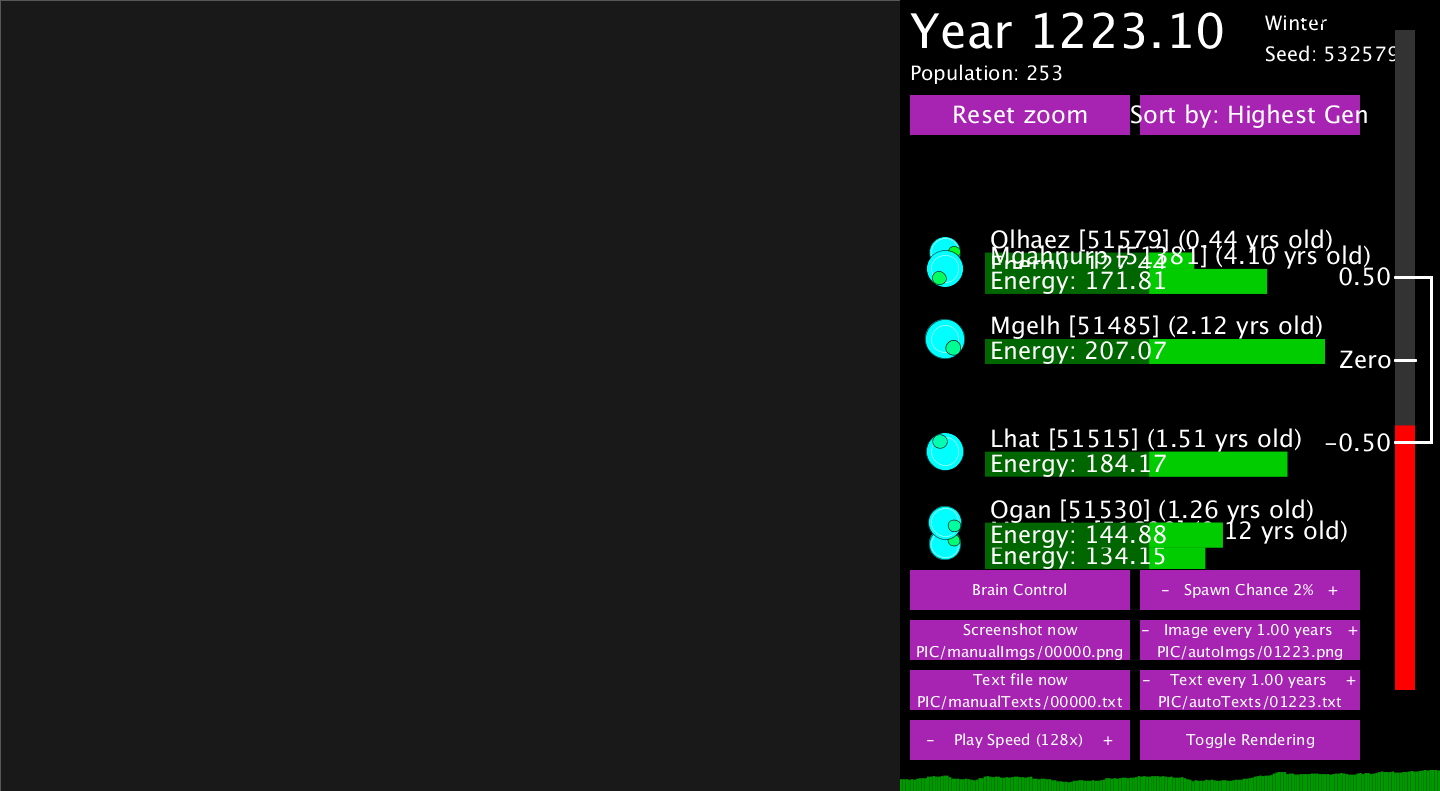 Year 1223.10
Winter
Seed: 532579
Population: 253
Reset zoom
Sort by: Highest Gen
Olhaez [51579] (0.44 yrs old)
Energy: 127.44
Mgahnurp [51381] (4.10 yrs old)
Energy: 171.81
0.50
Mgelh [51485] (2.12 yrs old)
Energy: 207.07
Zero
Lhat [51515] (1.51 yrs old)
-0.50
Energy: 184.17
Ogan [51530] (1.26 yrs old)
Energy: 144.88
12 yrs old)
Energy: 134.15
Brain Control
- Spawn Chance 2% +
Screenshot now
PIC/manualImgs/00000.png
- Image every 1.00 years +
PIC/autoImgs/01223.png
Text file now
PIC/manualTexts/00000.txt
- Text every 1.00 years +
PIC/autoTexts/01223.txt
- Play Speed (128x) +
Toggle Rendering